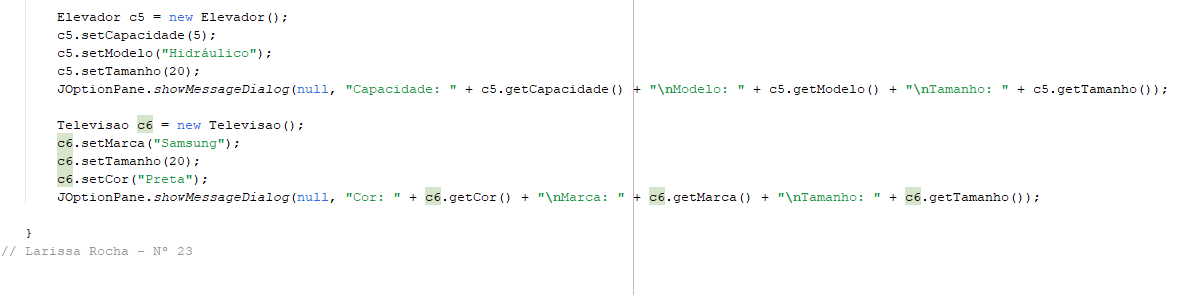 Elevador c5 = new Elevador();
c5.setCapacidade(5);
c5.setModelo("Hidráulico");
c5.setTamanho(20);
JOptionPane.showMessageDialog(null, "Capacidade: " + c5.getCapacidade() + "\nModelo: " + c5.getModelo() + "\nTamanho: " + c5.getTamanho());
Televisao c6 = new Televisao();
c6.setMarca("Samsung");
c6.setTamanho(20);
c6.setCor("Preta");
JOptionPane.showMessageDialog(null, "Cor: " + c6.getCor() + "\nMarca: " + c6.getMarca() + "\nTamanho: " + c6.getTamanho());
}
// Larissa Rocha - Nº 23